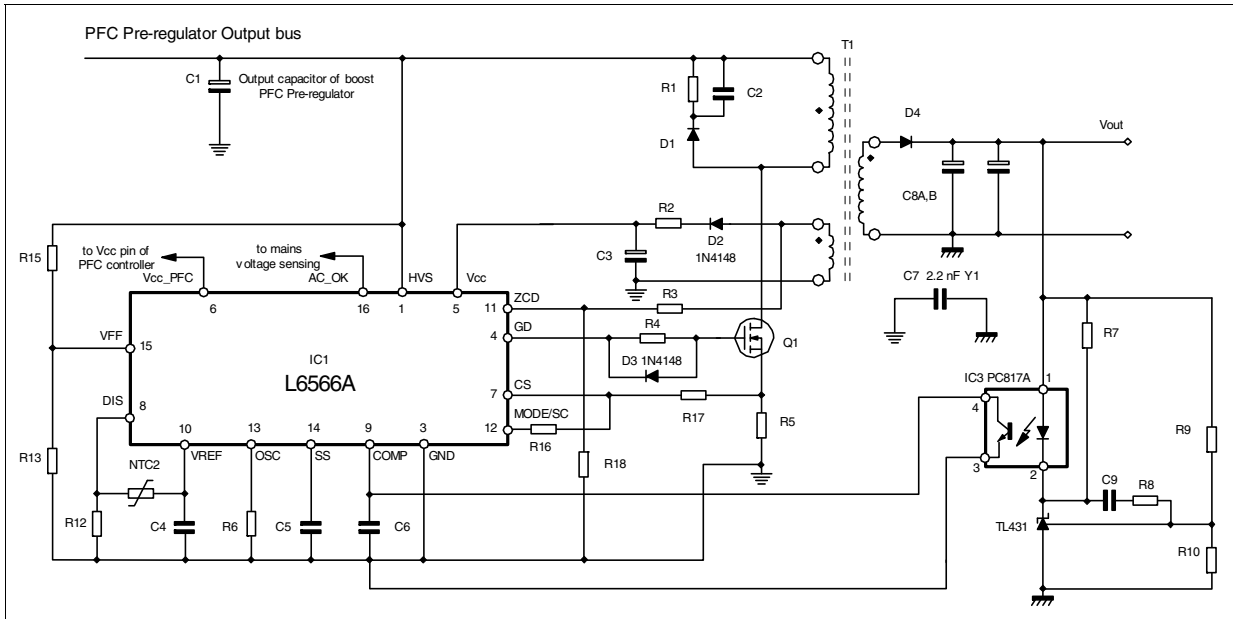 PFC Pre-regulator Output bus
T1
C1
Output capacitor of boost
PFC Pre-regulator
R1
C2
D4
Vout
D1
C8A,B
R2
D2
1N4148
C3
R15
to Vcc pin of
PFC controller
to mains
voltage sensing
Vcc_PFC
AC_OK
HVS
Vcc
6
16
1
5
C7 2.2 nF Y1
ZCD
11
R3
GD
4
R4
Q1
VFF
15
IC1
L6566A
D3 1N4148
R7
CS
7
R17
IC3 PC817A
1
4
DIS
8
MODE/SC
12
R16
R5
R9
10
13
14
9
3
VREF
OSC
SS
COMP
GND
R13
NTC2
R18
3
2
C9
R8
R12
C4
R6
C5
C6
TL431
R10